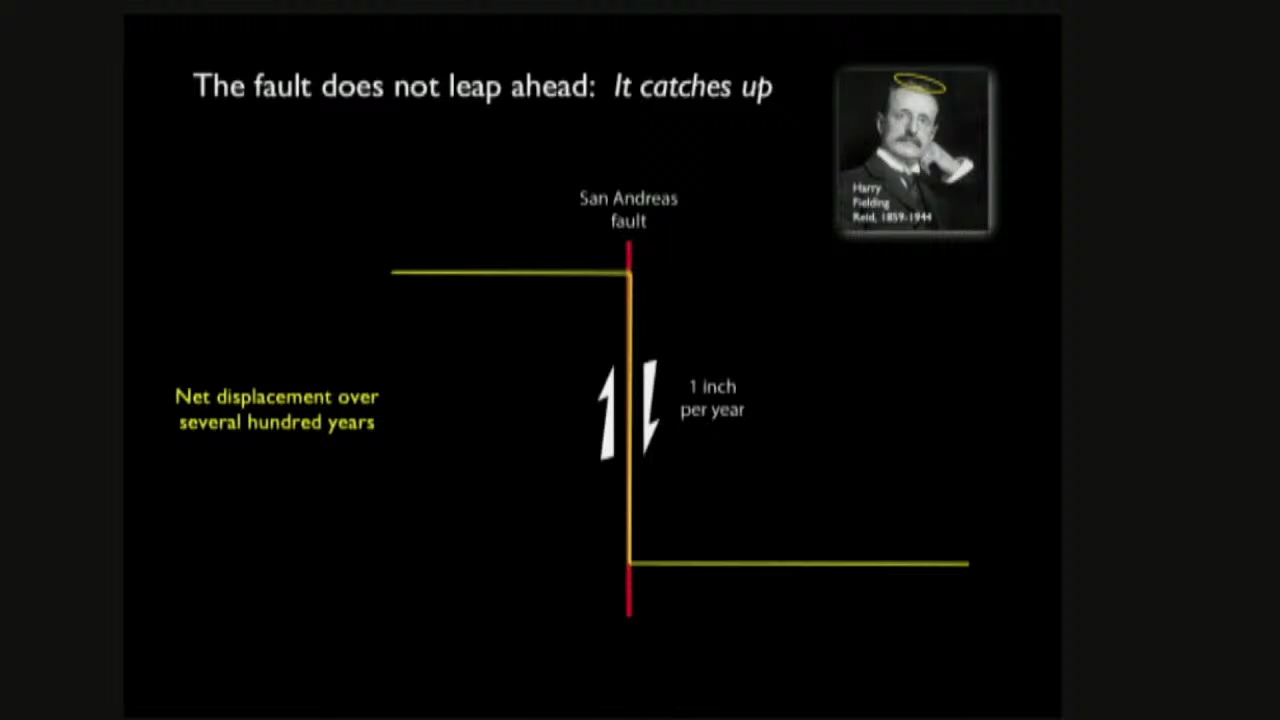 The fault does not leap ahead: It catches up
Harry
Fielding
Reid, 1859-1944
San Andreas
fault
1 inch
per year
Net displacement over
several hundred years